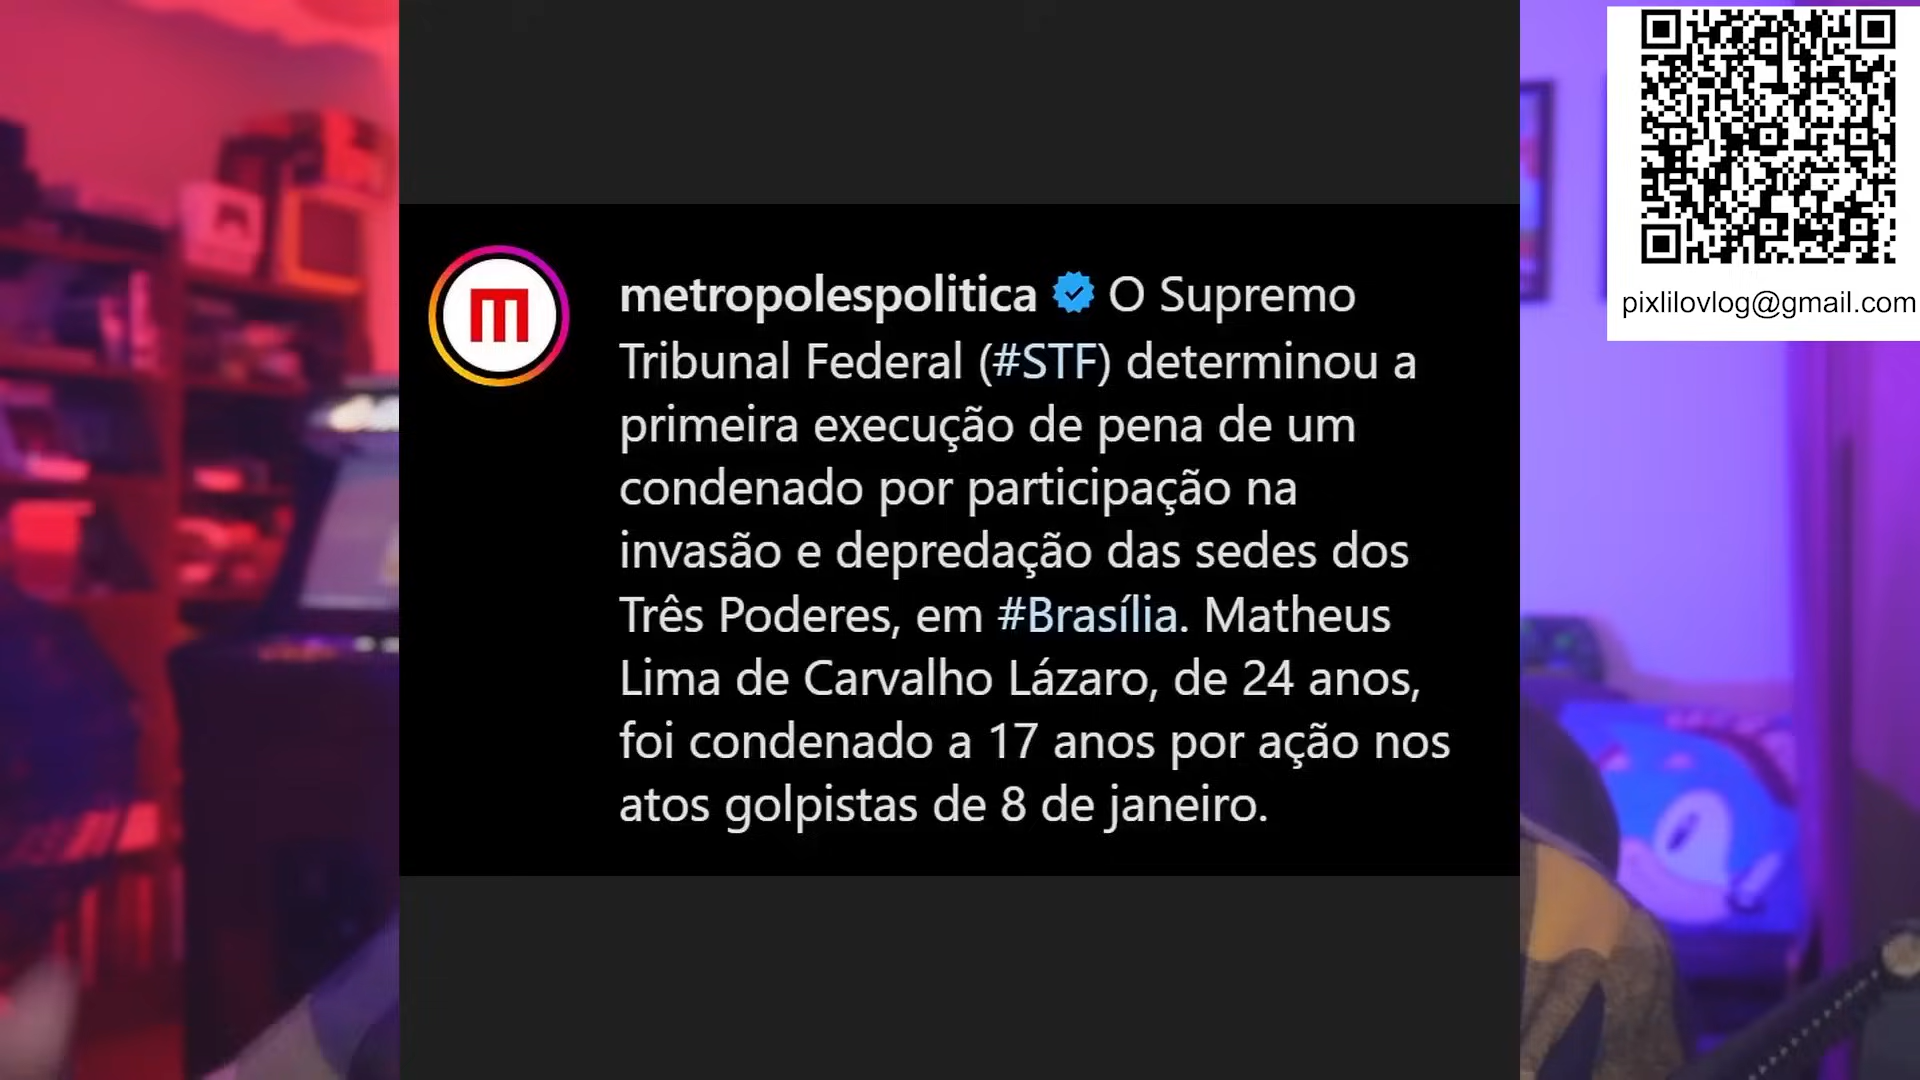 metropolespolitica O Supremo
Tribunal Federal (#STF) determinou a
primeira execução de pena de um
condenado por participação na
invasão e depredação das sedes dos
Três Poderes, em #Brasília. Matheus
Lima de Carvalho Lázaro, de 24 anos,
foi condenado a 17 anos por ação nos
atos golpistas de 8 de janeiro.
pixlilovlog@gmail.com